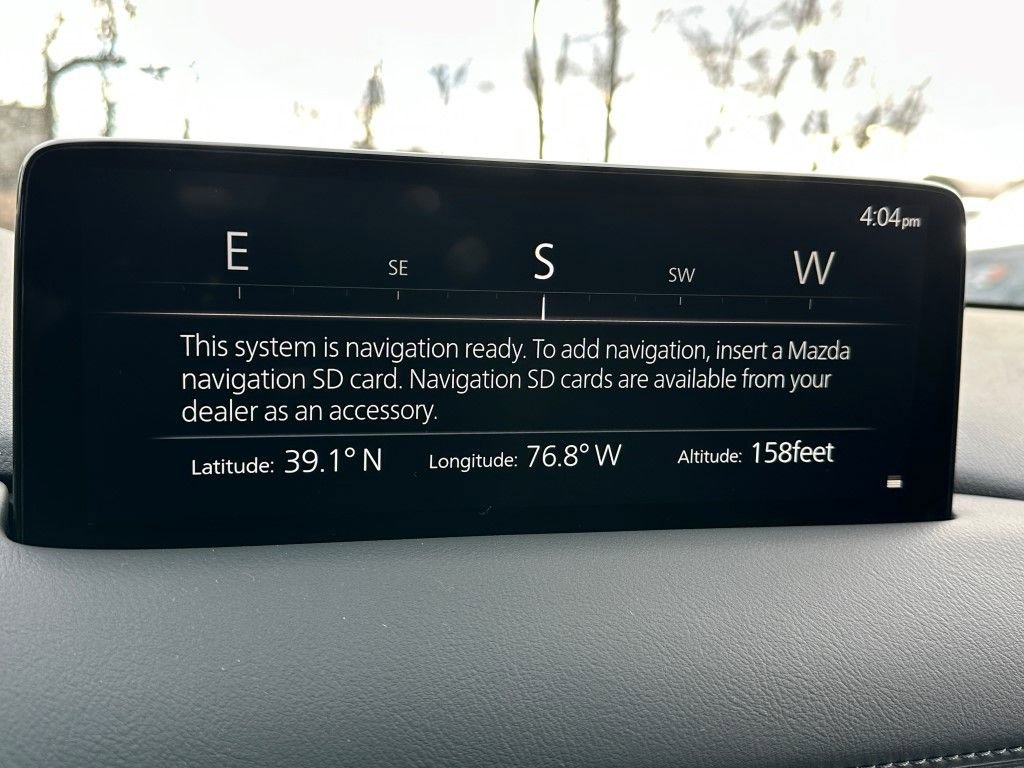 4:04pm
E SE S SW W
This system is navigation ready. To add navigation, insert a Mazda
navigation SD card. Navigation SD cards are available from your
dealer as an accessory.
Latitude: 39.1° N Longitude: 76.8° W Altitude: 158feet